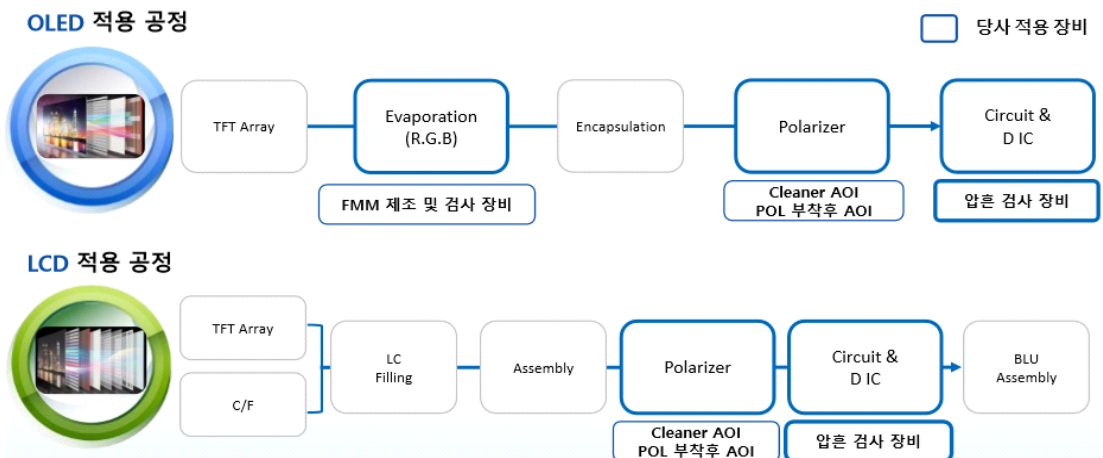 OLED 적용 공정
당사 적용 장비
TFT Array
Evaporation
(R.G.B)
Encapsulation
Polarizer
Circuit &
D IC
FMM 제조 및 검사 장비
Cleaner AOI
POL 부착후 AOI
압흔 검사 장비
LCD 적용 공정
TFT Array
C/F
LC
Filling
Assembly
Polarizer
Circuit &
D IC
BLU
Assembly
Cleaner AOI
POL 부착후 AOI
압흔 검사 장비